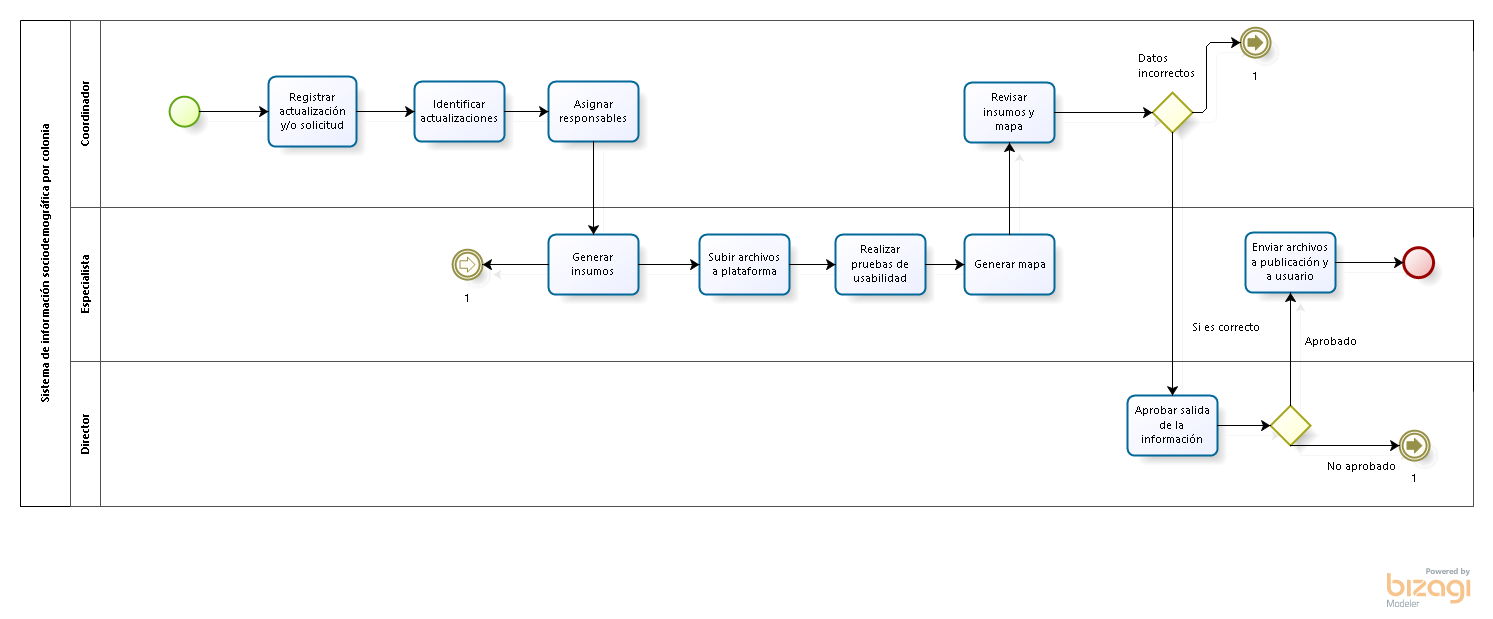 Sistema de información sociodemográfica por colonia
Coordinador
Registrar
actualización
y/o solicitud
Identificar
actualizaciones
Asignar
responsables
Revisar
insumos y
mapa
Datos
incorrectos
1
Especialista
1
Generar
insumos
Subir archivos
a plataforma
Realizar
pruebas de
usabilidad
Generar mapa
Enviar archivos
a publicación y
a usuario
Si es correcto
Aprobado
Director
Aprobar salida
de la
información
No aprobado
1
Powered by
bizagi
Modeler